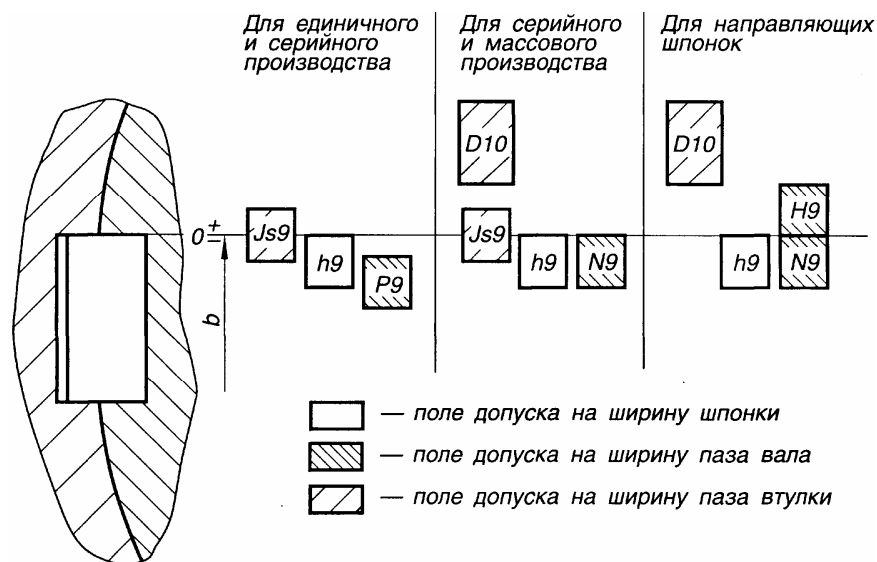 Для единичного
и серийного
производства
Для серийного
и массового
производства
Для направляющих
шпонок
D10
D10
Js9
h9
P9
Js9
h9
N9
H9
h9
N9
0
+
−
b
— поле допуска на ширину шпонки
— поле допуска на ширину паза вала
— поле допуска на ширину паза втулки